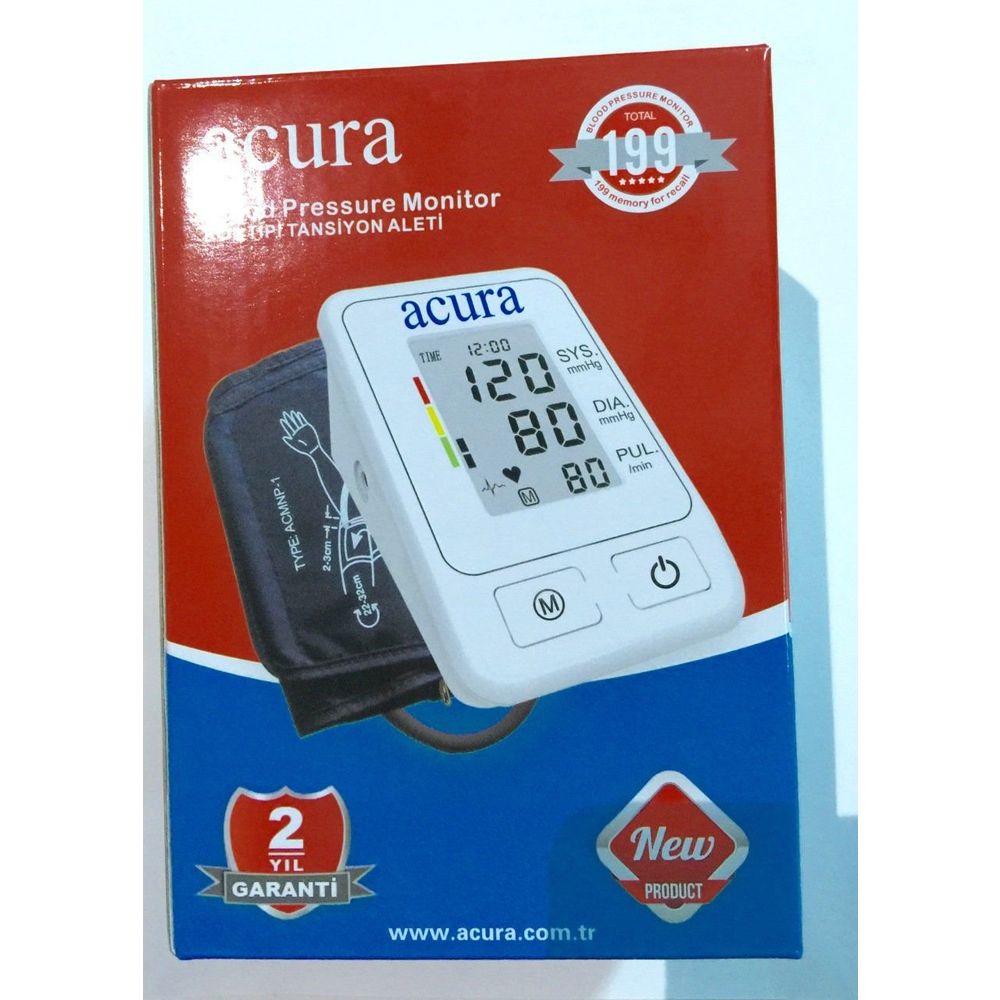 acura
Pressure Monitor
TİPİ TANSİYON ALETİ
BLOOD PRESSURE MONITOR
TOTAL
199
199 memory for recall
acura
TIME
12:00
120
SYS.
mmHg
80
DIA.
mmHg
80
PUL.
/min
M
M
TYPE: ACMNP-1
2-3cm
22-32cm
2
YIL
GARANTİ
New
PRODUCT
www.acura.com.tr